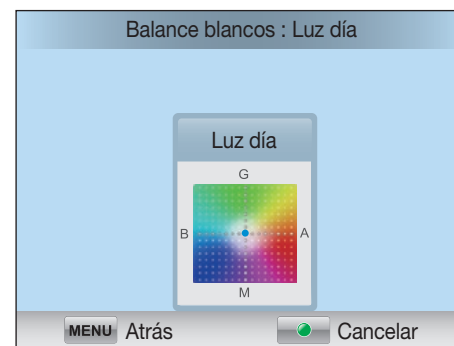 Balance blancos : Luz día
Luz día
G
B A
M
MENU Atrás Cancelar